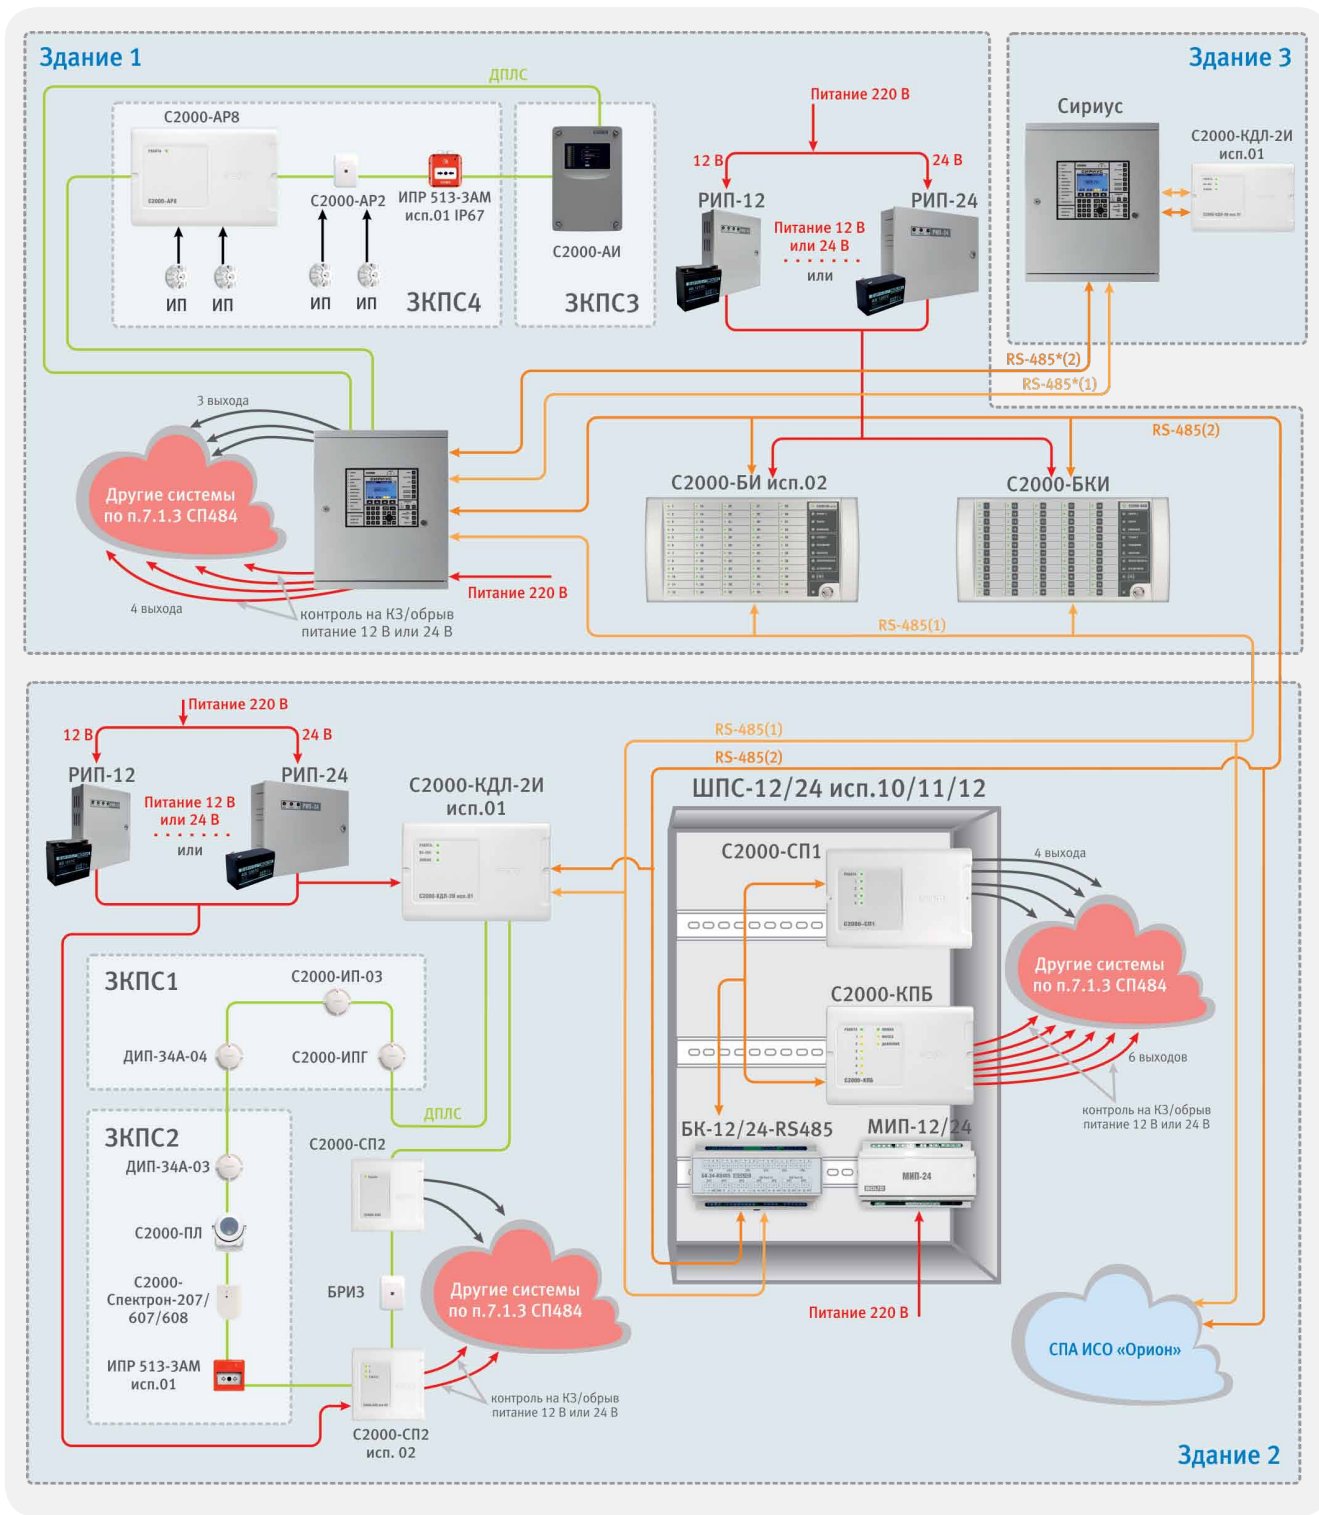 Здание 1
Здание 3
ДПЛС
С2000-АР8
С2000-АР2
ИПР 513-3АМ
исп.01 IP67
С2000-АИ
ИП
ИП
ИП
ИП
ЗКПС4
ЗКПС3
Питание 220 В
12 В
24 В
РИП-12
РИП-24
Питание 12 В
или 24 В
или
Сириус
С2000-КДЛ-2И
исп.01
RS-485*(2)
RS-485*(1)
3 выхода
Другие системы
по п.7.1.3 СП484
4 выхода
контроль на КЗ/обрыв
питание 12 В или 24 В
Питание 220 В
RS-485(2)
С2000-БИ исп.02
С2000-БКИ
RS-485(1)
Питание 220 В
12 В
24 В
РИП-12
РИП-24
Питание 12 В
или 24 В
или
С2000-КДЛ-2И
исп.01
RS-485(1)
RS-485(2)
ШПС-12/24 исп.10/11/12
С2000-СП1
4 выхода
Другие системы
по п.7.1.3 СП484
С2000-КПБ
6 выходов
контроль на КЗ/обрыв
питание 12 В или 24 В
БК-12/24-RS485
МИП-12/24
МИП-24
Питание 220 В
ЗКПС1
С2000-ИП-03
ДИП-34А-04
С2000-ИПГ
ДПЛС
ЗКПС2
ДИП-34А-03
С2000-ПЛ
С2000-
Спектрон-207/
607/608
ИПР 513-3АМ
исп.01
С2000-СП2
БРИЗ
Другие системы
по п.7.1.3 СП484
контроль на КЗ/обрыв
питание 12 В или 24 В
С2000-СП2
исп. 02
СПА ИСО «Орион»
Здание 2